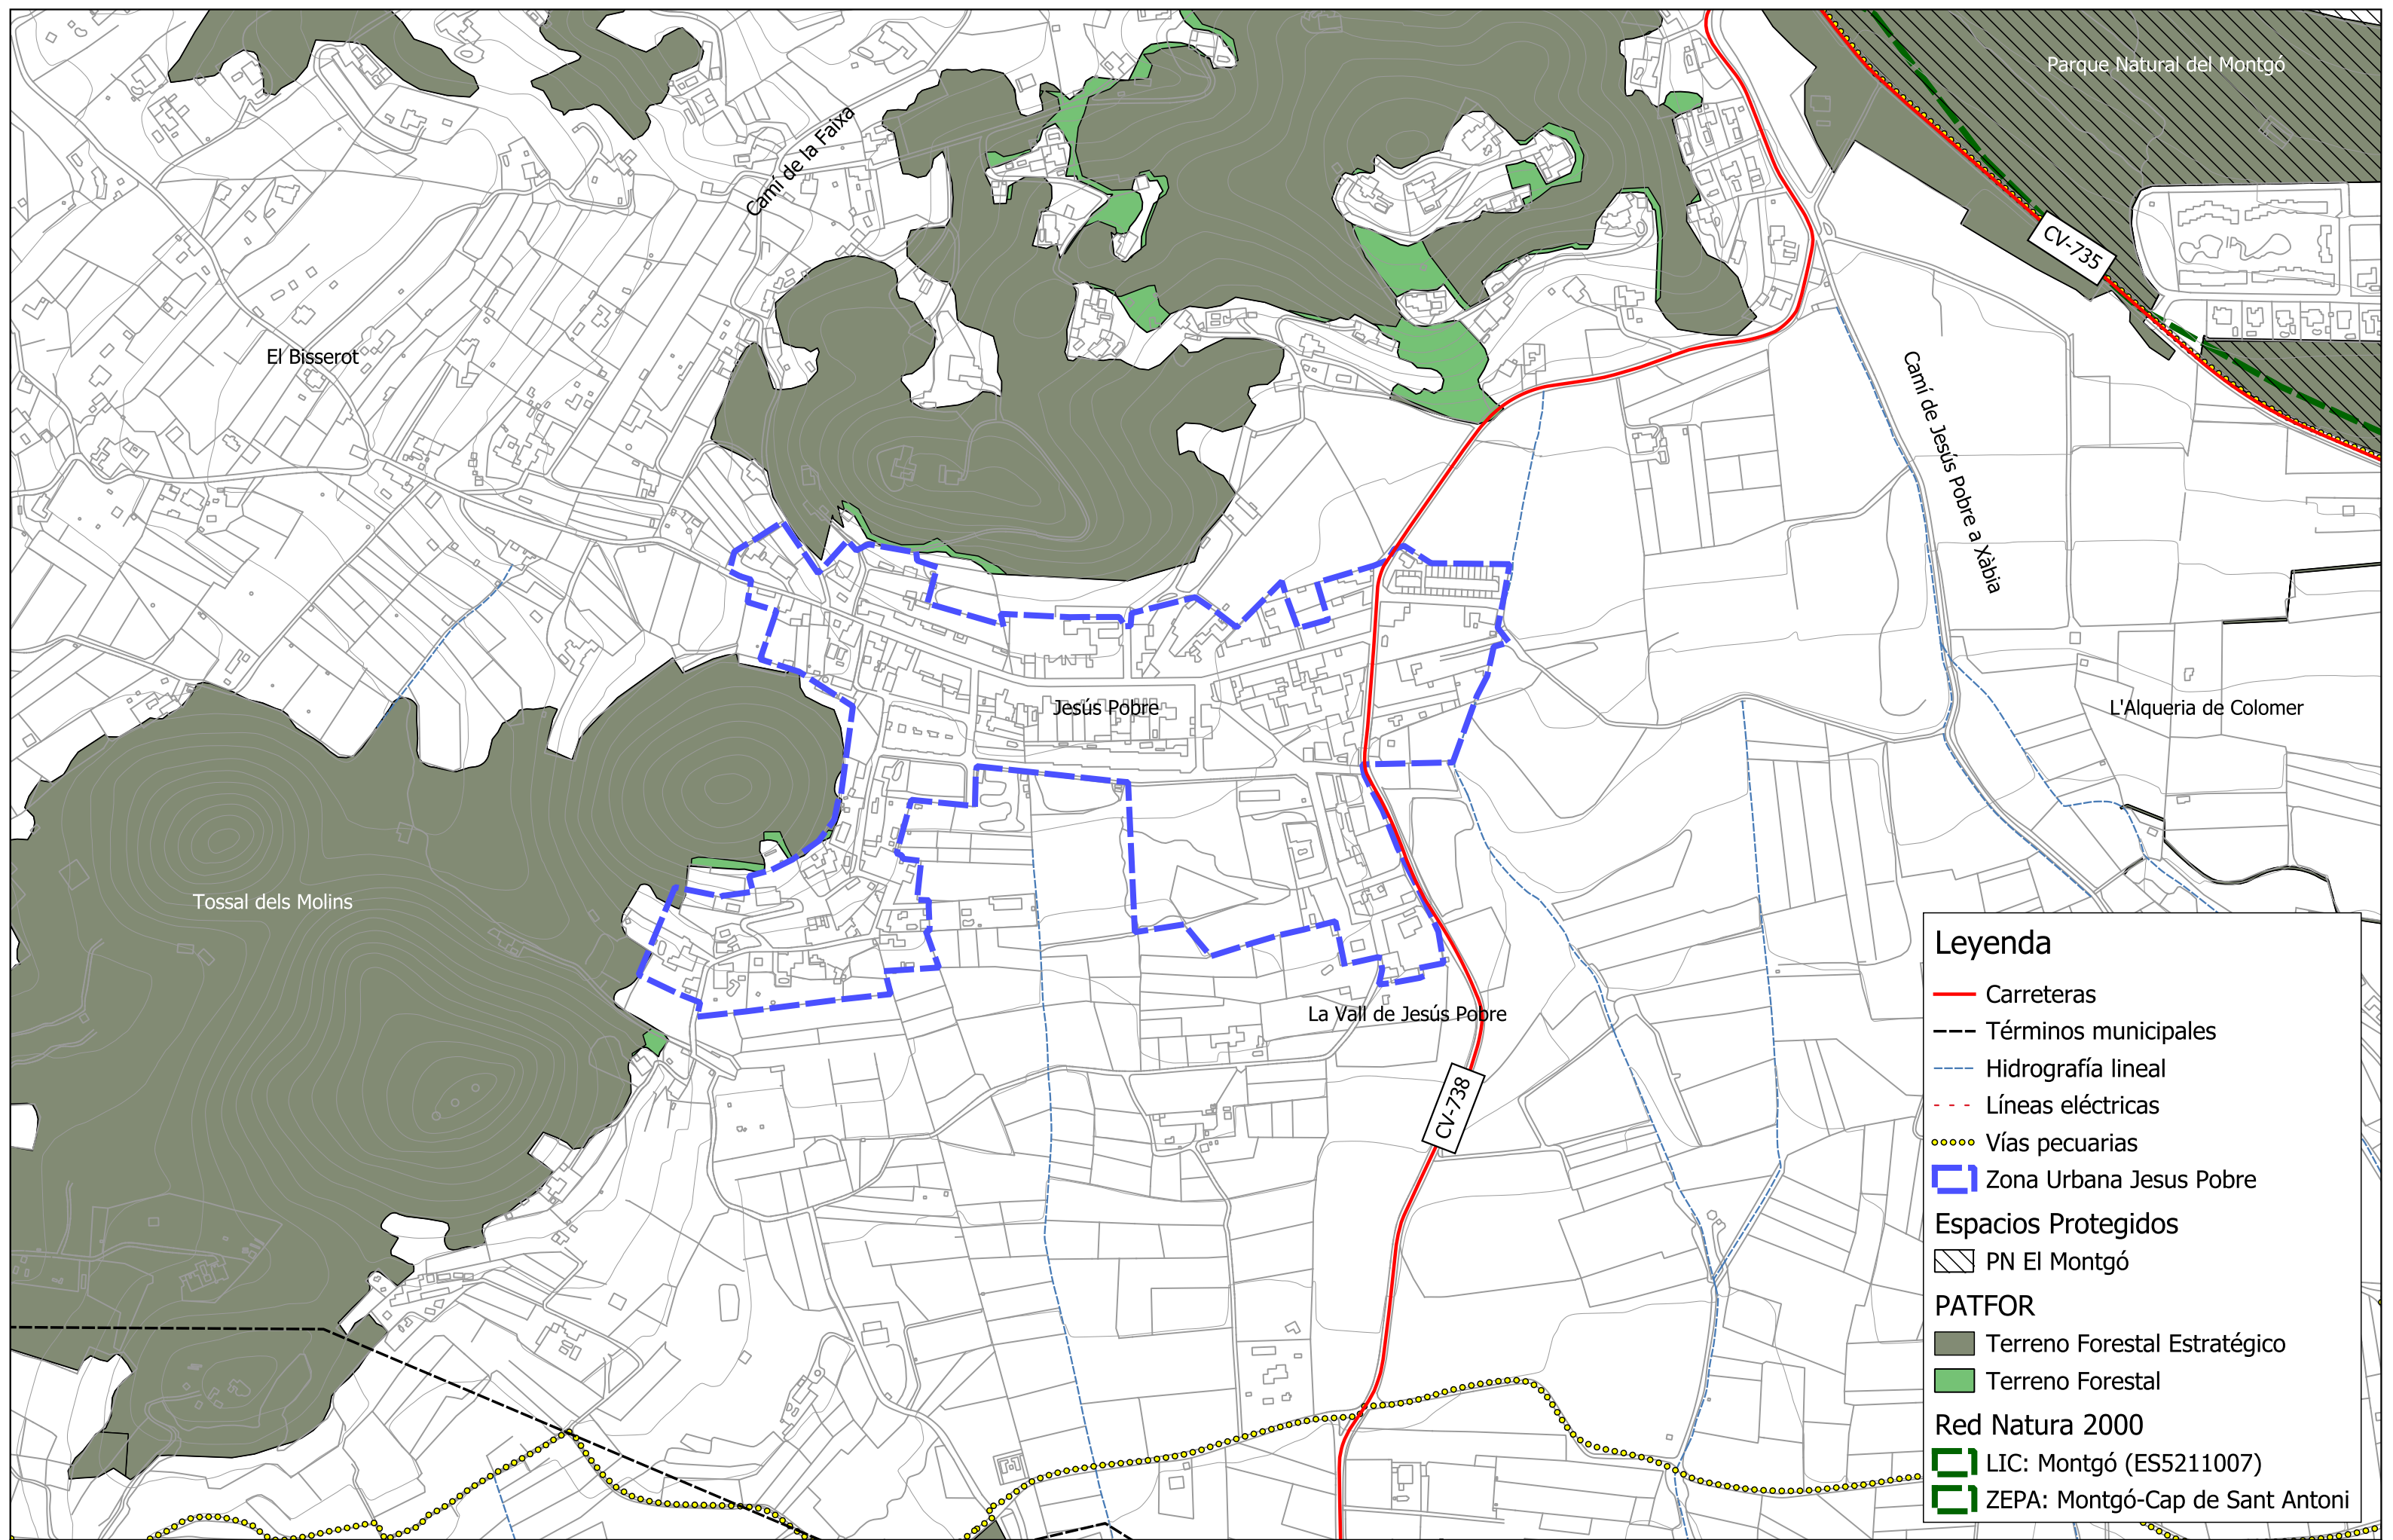 Parque Natural del Montgó
Camí de la Faixa
CV-735
El Bisserot
Camí de Jesús Pobre a Xàbia
Jesús Pobre
L'Alqueria de Colomer
Tossal dels Molins
La Vall de Jesús Pobre
CV-738
Leyenda
Carreteras
Términos municipales
Hidrografía lineal
Líneas eléctricas
Vías pecuarias
Zona Urbana Jesus Pobre
Espacios Protegidos
PN El Montgó
PATFOR
Terreno Forestal Estratégico
Terreno Forestal
Red Natura 2000
LIC: Montgó (ES5211007)
ZEPA: Montgó-Cap de Sant Antoni